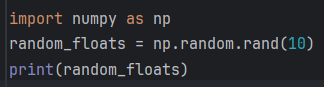 import numpy as np
random_floats = np.random.rand(10)
print(random_floats)